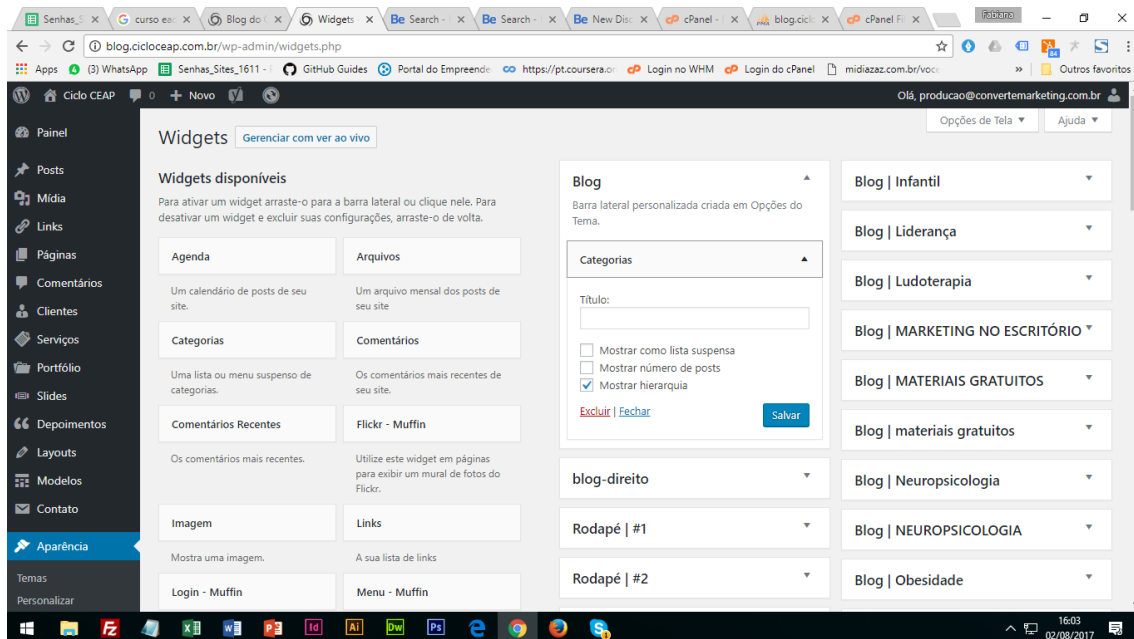 Senhas_S
curso ead
Blog do
Widgets
Be Search -
Be Search -
Be New Disc
cPanel -
blog.cicl
cPanel Fi
Fabiana
blog.cicloceap.com.br/wp-admin/widgets.php
Apps
(3) WhatsApp
Senhas_Sites_1611 -
GitHub Guides
Portal do Empreende
https://pt.coursera.or
Login no WHM
Login do cPanel
midiazaz.com.br/voce
»
Outros favoritos
Ciclo CEAP
0
+ Novo
Olá, producao@convertemarketing.com.br
Painel
Posts
Mídia
Links
Páginas
Comentários
Clientes
Serviços
Portfólio
Slides
Depoimentos
Layouts
Modelos
Contato
Aparência
Temas
Personalizar
Opções de Tela
Ajuda
Widgets
Gerenciar com ver ao vivo
Widgets disponíveis
Para ativar um widget arraste-o para a barra lateral ou clique nele. Para
desativar um widget e excluir suas configurações, arraste-o de volta.
Agenda
Um calendário de posts de seu
site.
Arquivos
Um arquivo mensal dos posts de
seu site
Categorias
Uma lista ou menu suspenso de
categorias.
Comentários
Os comentários mais recentes de
seu site.
Comentários Recentes
Os comentários mais recentes.
Flickr - Muffin
Utilize este widget em páginas
para exibir um mural de fotos do
Flickr.
Imagem
Mostra uma imagem.
Links
A sua lista de links
Login - Muffin
Menu - Muffin
Blog
Barra lateral personalizada criada em Opções do
Tema.
Categorias
Título:
Mostrar como lista suspensa
Mostrar número de posts
Mostrar hierarquia
Excluir | Fechar
Salvar
blog-direito
Rodapé | #1
Rodapé | #2
Blog | Infantil
Blog | Liderança
Blog | Ludoterapia
Blog | MARKETING NO ESCRITÓRIO
Blog | MATERIAIS GRATUITOS
Blog | materiais gratuitos
Blog | Neuropsicologia
Blog | NEUROPSICOLOGIA
Blog | Obesidade
16:03
02/08/2017